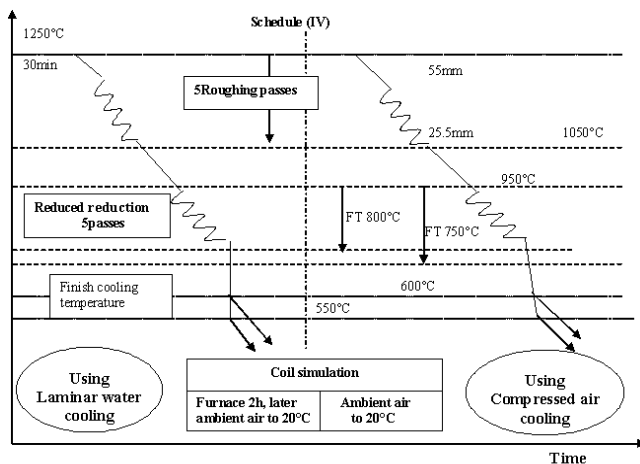 Schedule (IV)
1250°C
30min
5Roughing passes
55mm
25.5mm
1050°C
950°C
Reduced reduction
5passes
FT 800°C
FT 750°C
Finish cooling
temperature
600°C
550°C
Using
Laminar water
cooling
Coil simulation
Furnace 2h, later
ambient air to 20°C
Ambient air
to 20°C
Using
Compressed air
cooling
Time